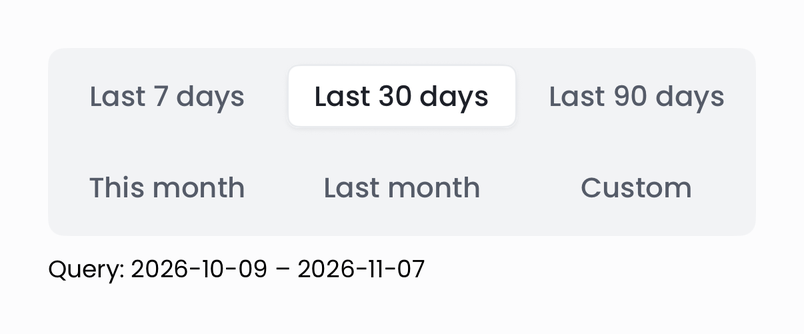 Last 7 days Last 30 days Last 90 days
This month Last month Custom
Query: 2026-10-09 – 2026-11-07